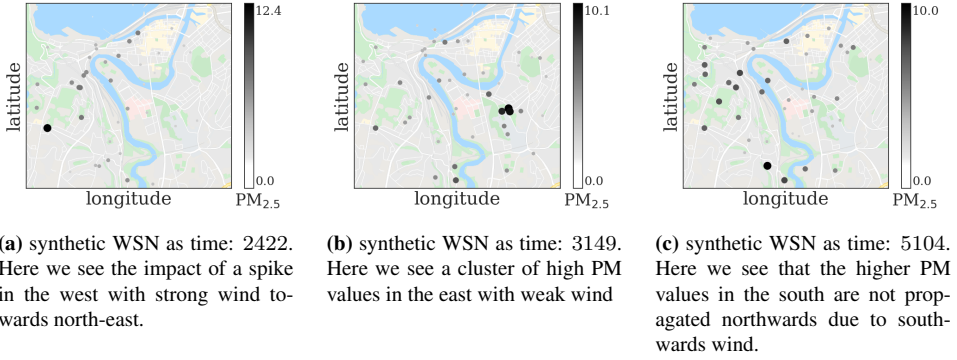 12.4
latitude
0.0
longitude
PM2.5
10.1
latitude
0.0
longitude
PM2.5
10.0
latitude
0.0
longitude
PM2.5
(a) synthetic WSN as time: 2422.
Here we see the impact of a spike
in the west with strong wind to-
wards north-east.
(b) synthetic WSN as time: 3149.
Here we see a cluster of high PM
values in the east with weak wind
(c) synthetic WSN as time: 5104.
Here we see that the higher PM
values in the south are not prop-
agated northwards due to south-
wards wind.